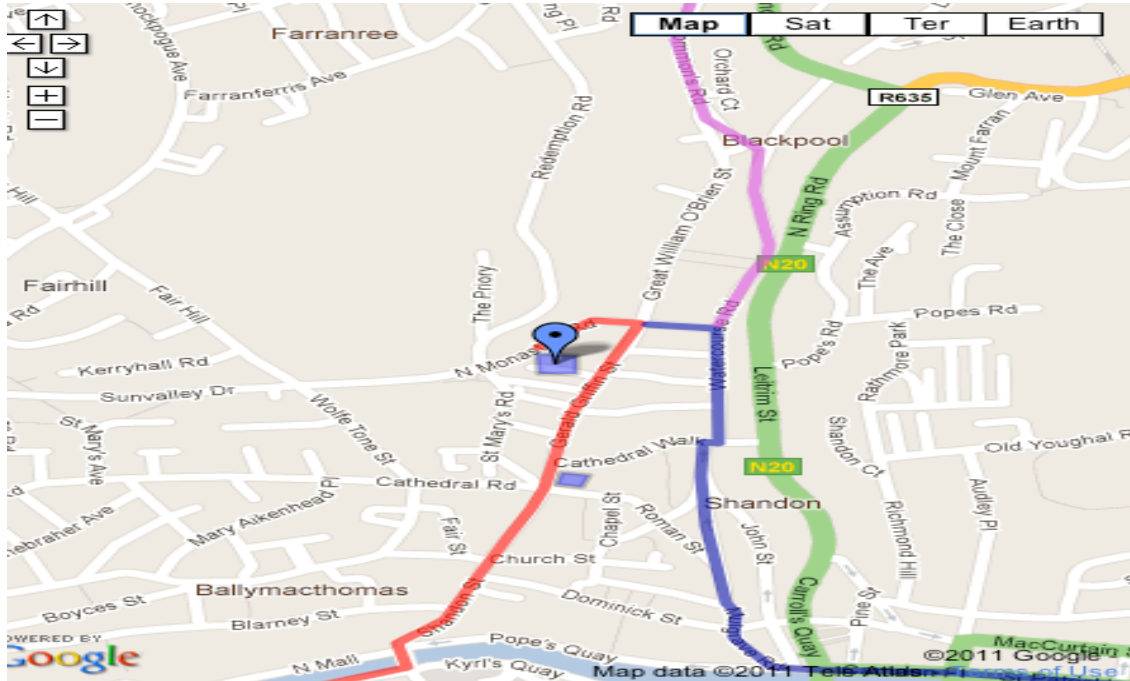 Map
Sat
Ter
Earth
Farranree
Farranferris Ave
Redemption Rd
Orchard Ct
R635
Glen Ave
Blackpool
Mount Farran
N Ring Rd
Assumption Rd
The Close
The Ave
Great William O'Brien St
N20
Fairhill
Fair Hill
The Priory
Popes Rd
Pope's Rd
Rathmore Park
Watercourse Rd
Kerryhall Rd
Sunvalley Dr
Gerald Griffin St
Leitrim St
St Mary's Ave
Wolfe Tone St
St Mary's Rd
Cathedral Walk
Shandon Ct
Old Youghal
N20
Cathedral Rd
Shandon
Mary Aikenhead Pl
Fair St
Chapel St
Roman St
John St
Richmond Hill
Audley Pl
Church St
Ballymacthomas
Boyces St
Blarney St
Shandon St
Dominick St
Carroll's Quay
Pine St
POWERED BY
Google
N Mall
Pope's Quay
Kyrl's Quay
MacCurtain
©2011 Google
Map data ©2011 Tele Atlas
Terms of Use